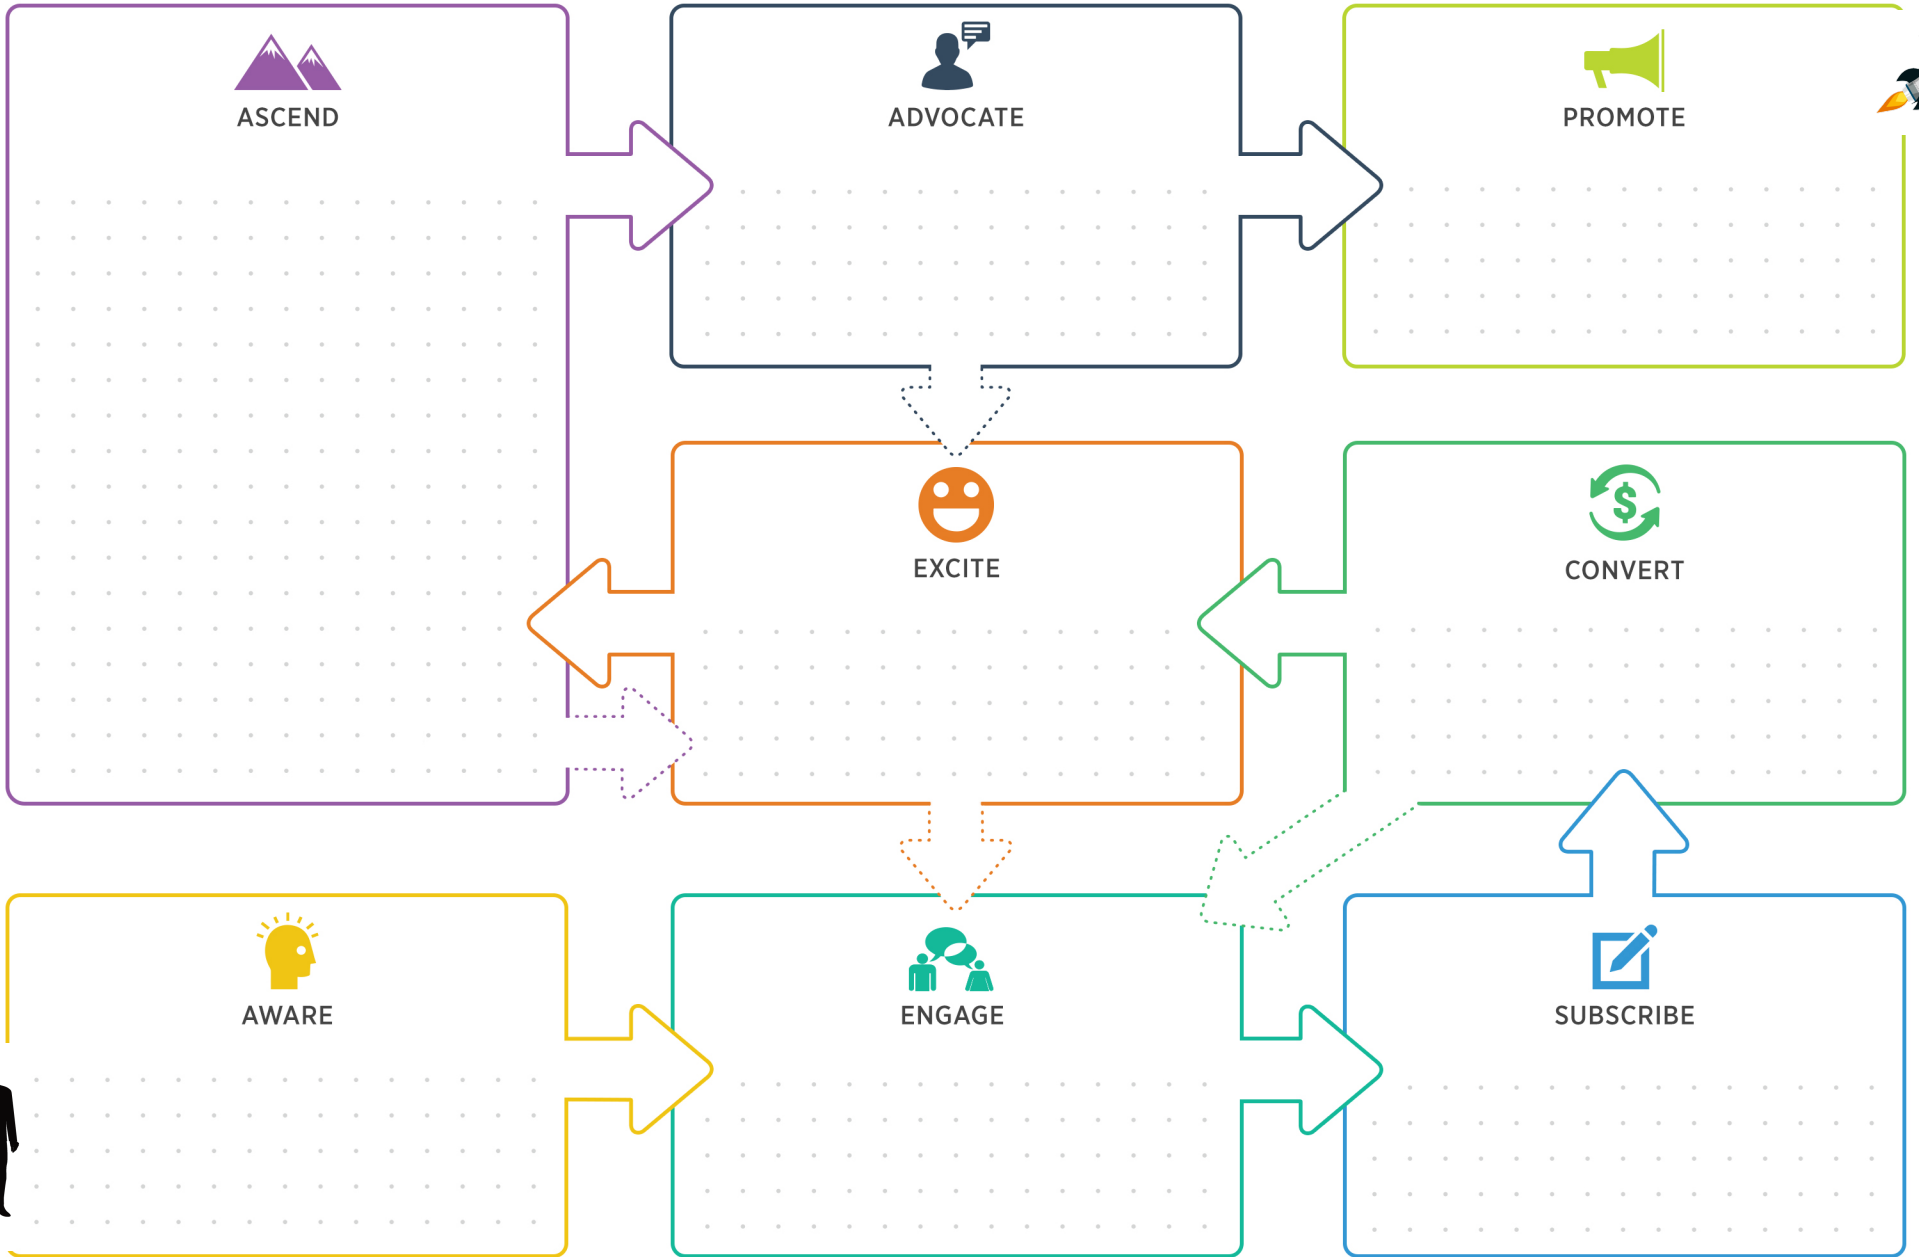 ASCEND
ADVOCATE
PROMOTE
$
EXCITE
CONVERT
AWARE
ENGAGE
SUBSCRIBE